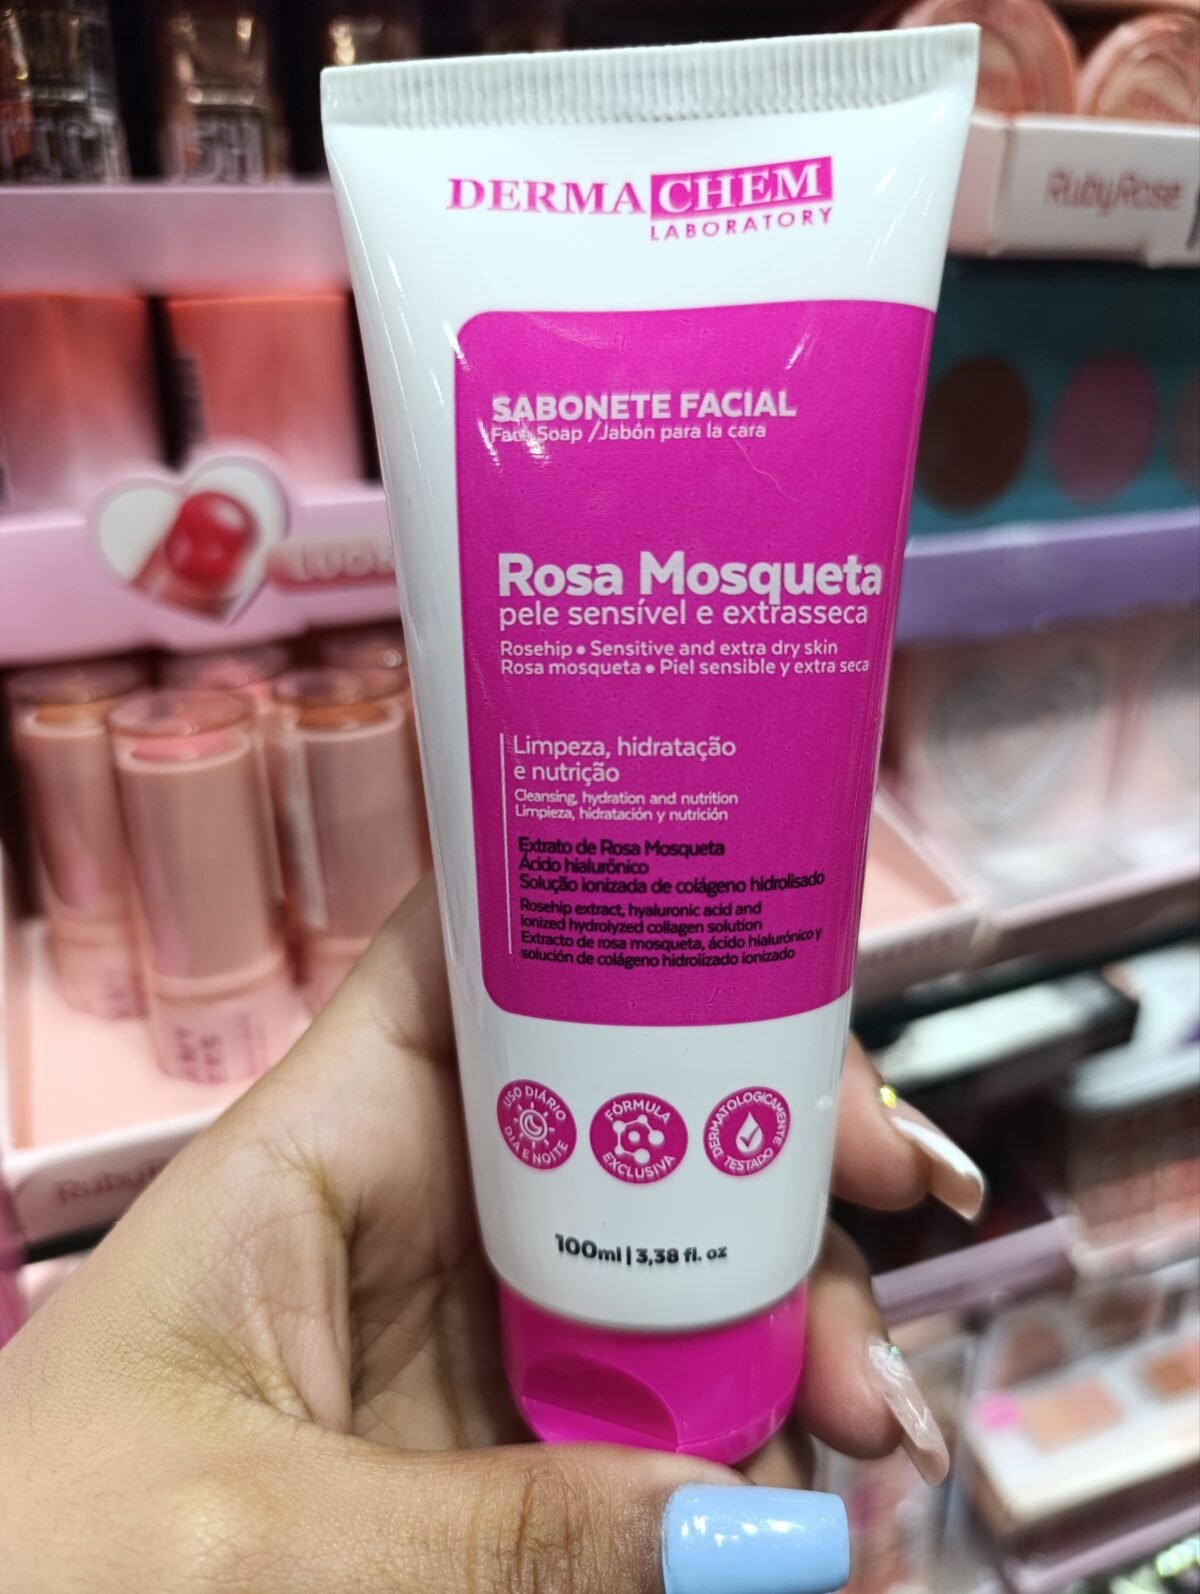 DERMA CHEM
LABORATORY
RubyRose
SABONETE FACIAL
Face Soap / Jabón para la cara
Rosa Mosqueta
pele sensível e extrasseca
Rosehip • Sensitive and extra dry skin
Rosa mosqueta • Piel sensible y extra seca
Limpeza, hidratação
e nutrição
Cleansing, hydration and nutrition
Limpieza, hidratación y nutrición
Extrato de Rosa Mosqueta
Ácido hialurônico
Solução ionizada de colágeno hidrolisado
Rosehip extract, hyaluronic acid and
ionized hydrolyzed collagen solution
Extracto de rosa mosqueta, ácido hialurónico y
solución de colágeno hidrolizado ionizado
USO DIÁRIO
DIA E NOITE
FÓRMULA
EXCLUSIVA
DERMATOLOGICAMENTE
TESTADO
100ml | 3,38 fl. oz